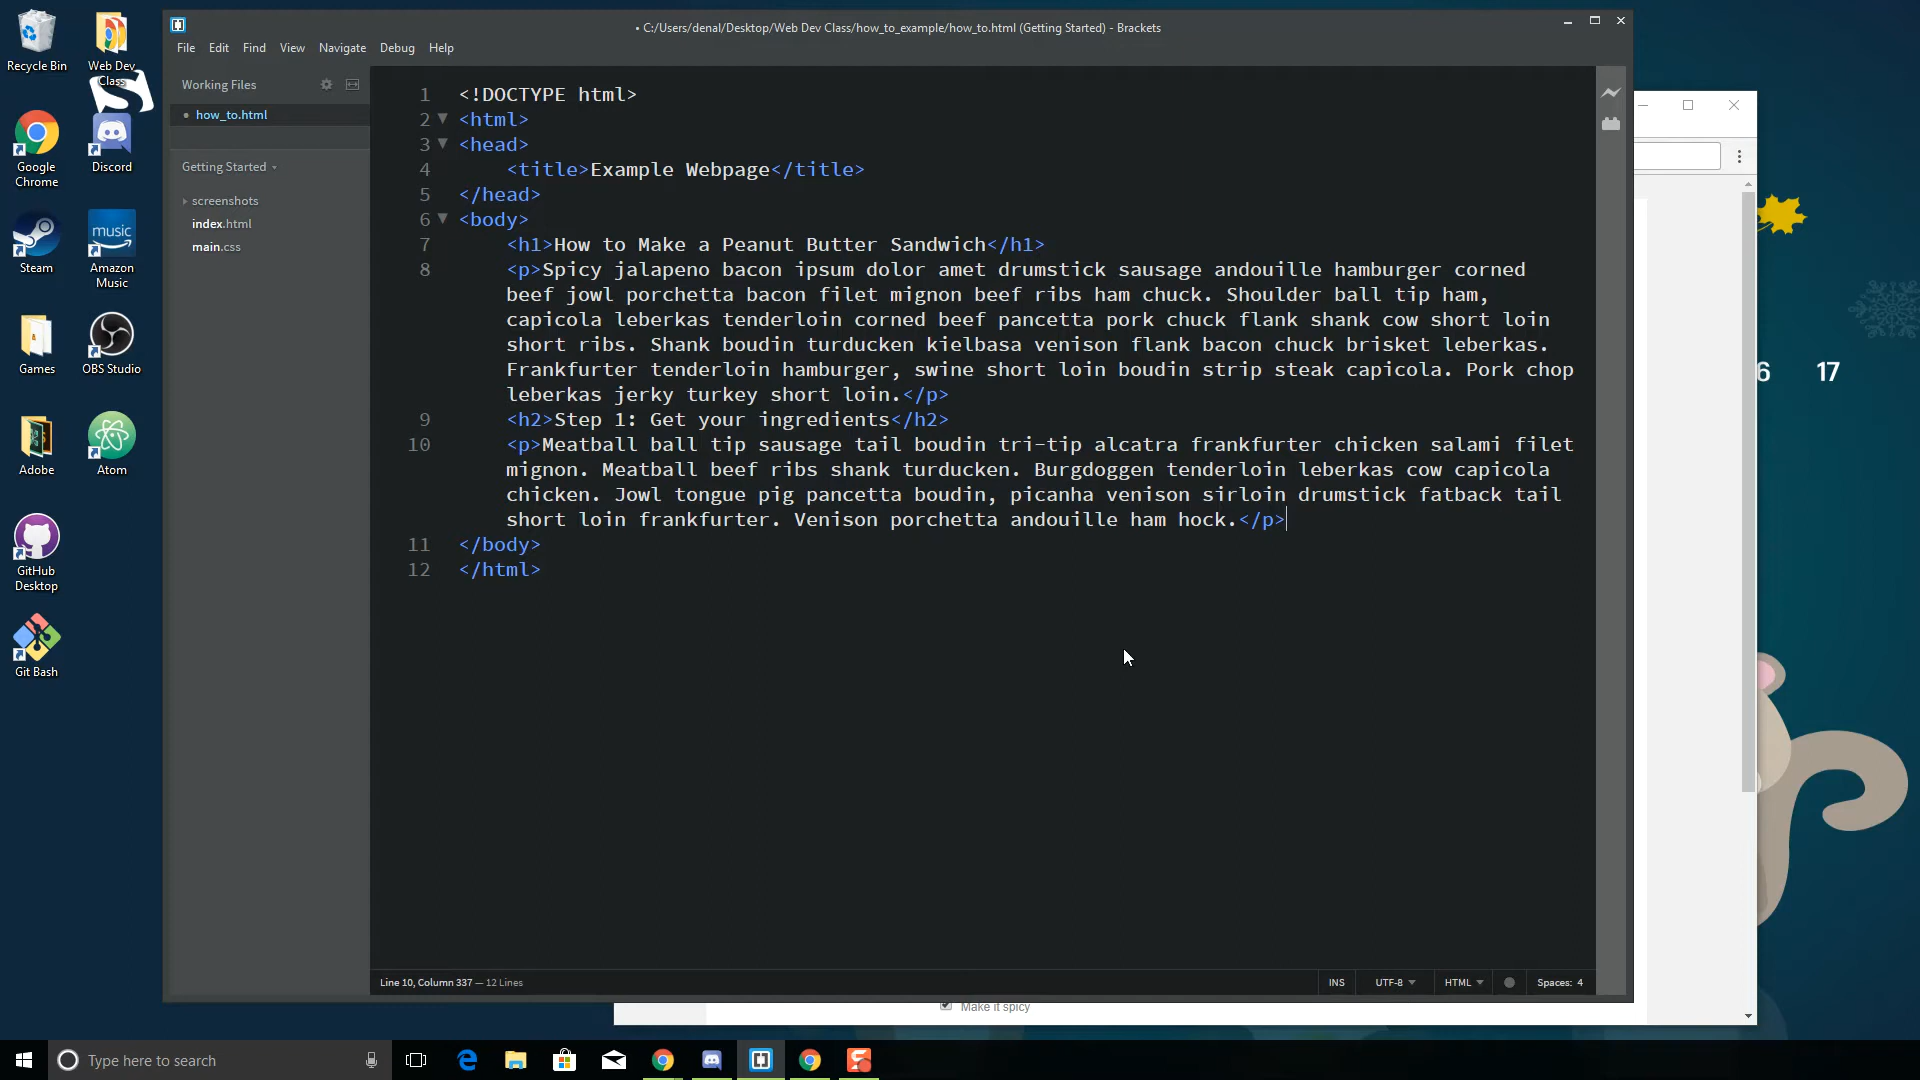 Recycle Bin
Web Dev
Class
Google
Chrome
Discord
Steam
Amazon
Music
music
Games
OBS Studio
Adobe
Atom
GitHub
Desktop
Git Bash
• C:/Users/denal/Desktop/Web Dev Class/how_to_example/how_to.html (Getting Started) - Brackets
File Edit Find View Navigate Debug Help
Working Files
• how_to.html
Getting Started
screenshots
index.html
main.css
1 <!DOCTYPE html>
2 <html>
3 <head>
4 <title>Example Webpage</title>
5 </head>
6 <body>
7 <h1>How to Make a Peanut Butter Sandwich</h1>
8 <p>Spicy jalapeno bacon ipsum dolor amet drumstick sausage andouille hamburger corned
beef jowl porchetta bacon filet mignon beef ribs ham chuck. Shoulder ball tip ham,
capicola leberkas tenderloin corned beef pancetta pork chuck flank shank cow short loin
short ribs. Shank boudin turducken kielbasa venison flank bacon chuck brisket leberkas.
Frankfurter tenderloin hamburger, swine short loin boudin strip steak capicola. Pork chop
leberkas jerky turkey short loin.</p>
9 <h2>Step 1: Get your ingredients</h2>
10 <p>Meatball ball tip sausage tail boudin tri-tip alcatra frankfurter chicken salami filet
mignon. Meatball beef ribs shank turducken. Burgdoggen tenderloin leberkas cow capicola
chicken. Jowl tongue pig pancetta boudin, picanha venison sirloin drumstick fatback tail
short loin frankfurter. Venison porchetta andouille ham hock.</p>
11 </body>
12 </html>
Line 10, Column 337 — 12 Lines
INS UTF-8 HTML Spaces: 4
6 17
Make it spicy
Type here to search